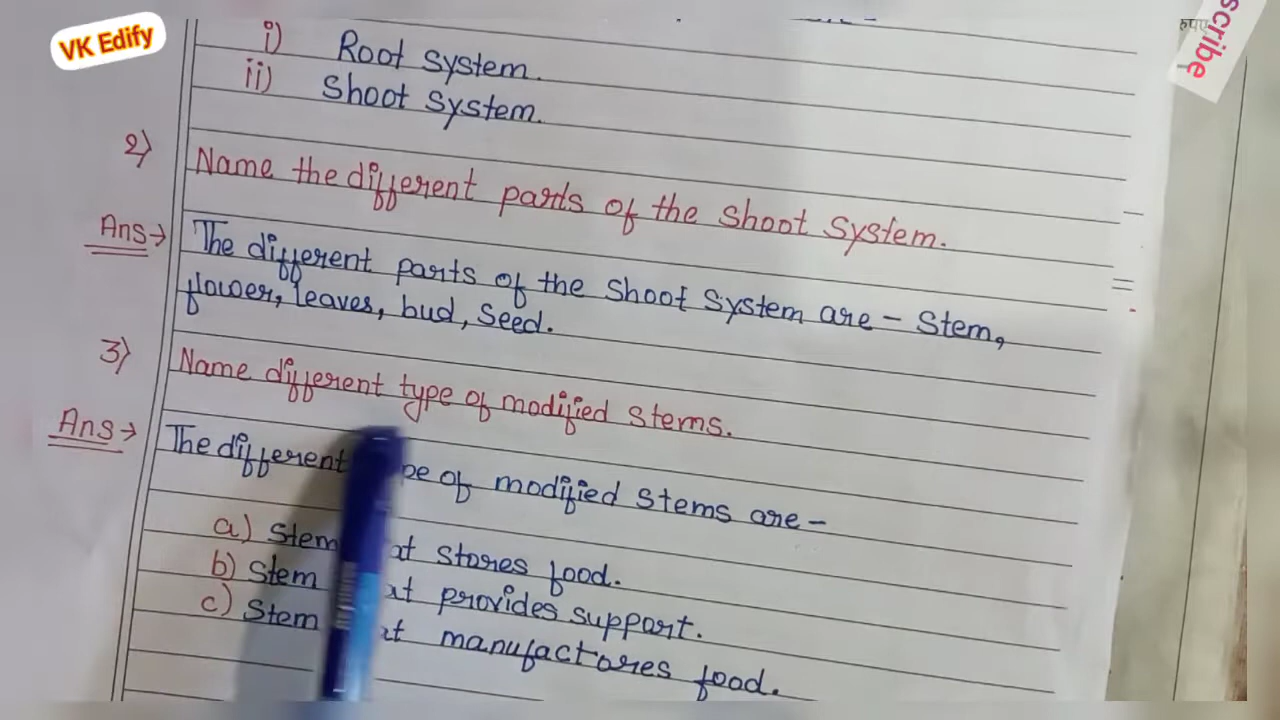 VK Edify
scribe
रुपए
i) Root System.
ii) Shoot System.
2) Name the different parts of the Shoot System.
Ans→ The different parts of the Shoot System are - Stem,
flower, leaves, bud, Seed.
3) Name different type of modified Stems.
Ans→ The different of modified Stems are -
a) Stem stores food.
b) Stem provides support.
c) Stem manufactores food.